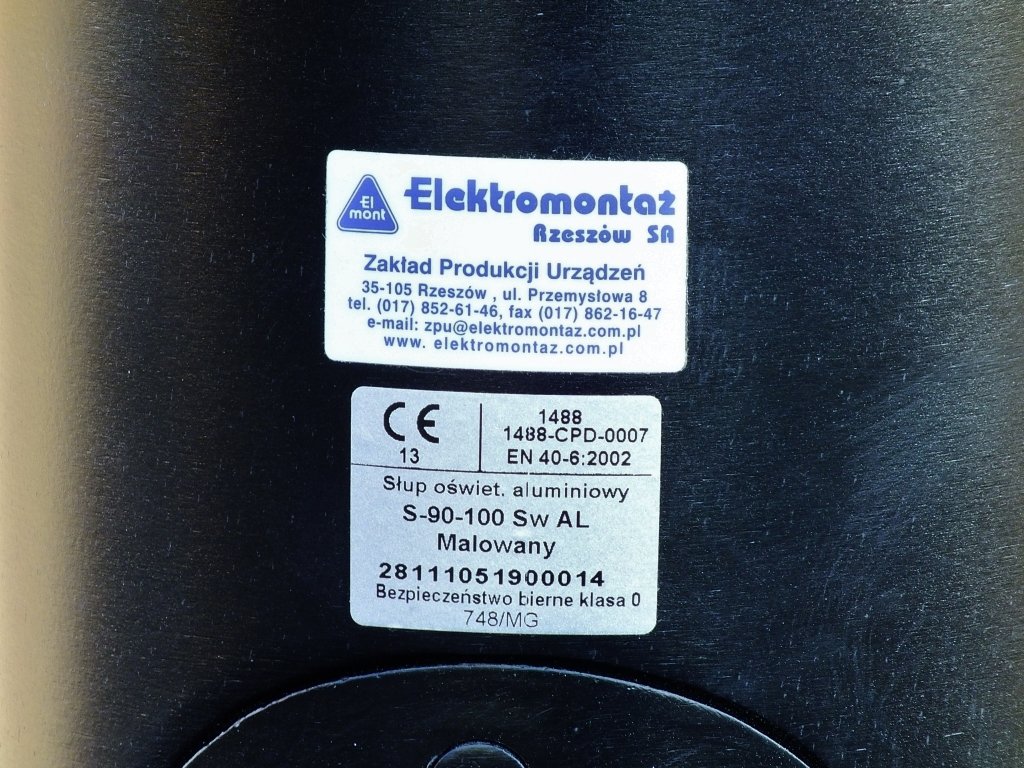 El
mont
Elektromontaż
Rzeszów SA
Zakład Produkcji Urządzeń
35-105 Rzeszów , ul. Przemysłowa 8
tel. (017) 852-61-46, fax (017) 862-16-47
e-mail: zpu@elektromontaz.com.pl
www. elektromontaz.com.pl
CE
13
1488
1488-CPD-0007
EN 40-6:2002
Słup oświet. aluminiowy
S-90-100 Sw AL
Malowany
28111051900014
Bezpieczeństwo bierne klasa 0
748/MG